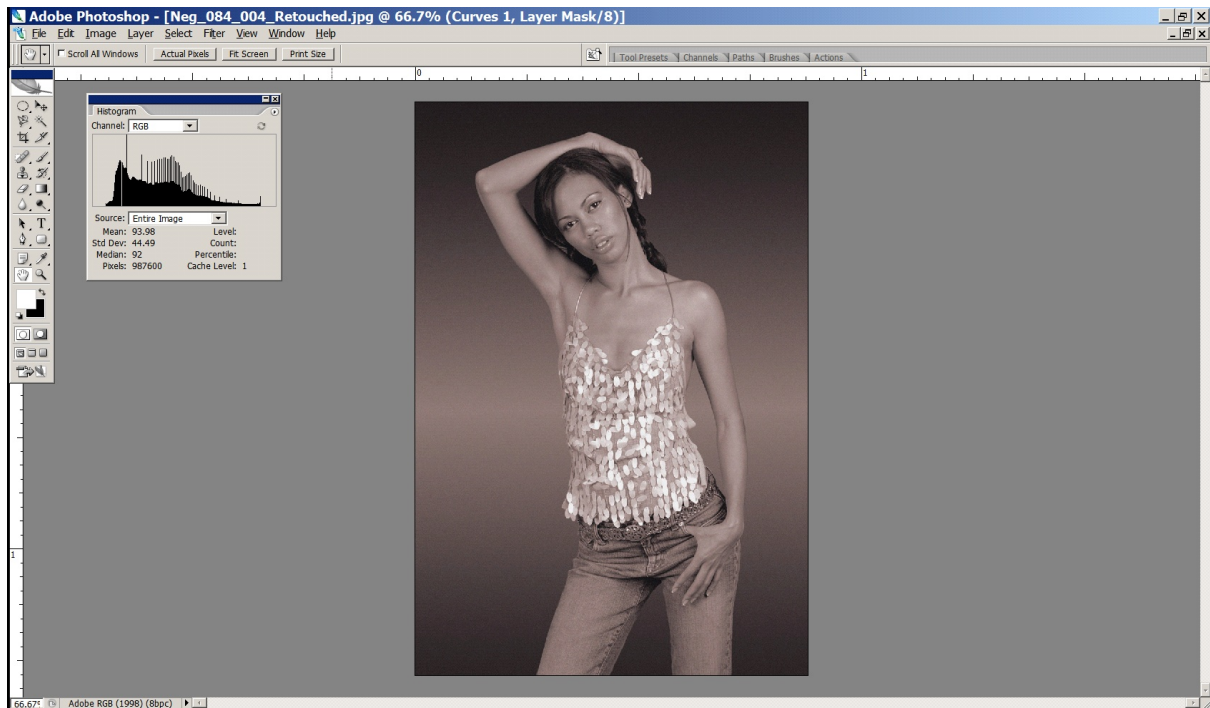 Adobe Photoshop - [Neg_084_004_Retouched.jpg @ 66.7% (Curves 1, Layer Mask/8)]
File Edit Image Layer Select Filter View Window Help
Scroll All Windows Actual Pixels Fit Screen Print Size Tool Presets Channels Paths Brushes Actions
0 1
Histogram
Channel: RGB
Source: Entire Image
Mean: 93.98 Level:
Std Dev: 44.49 Count:
Median: 92 Percentile:
Pixels: 987600 Cache Level: 1
T
1
Adobe RGB (1998) (8bpc)